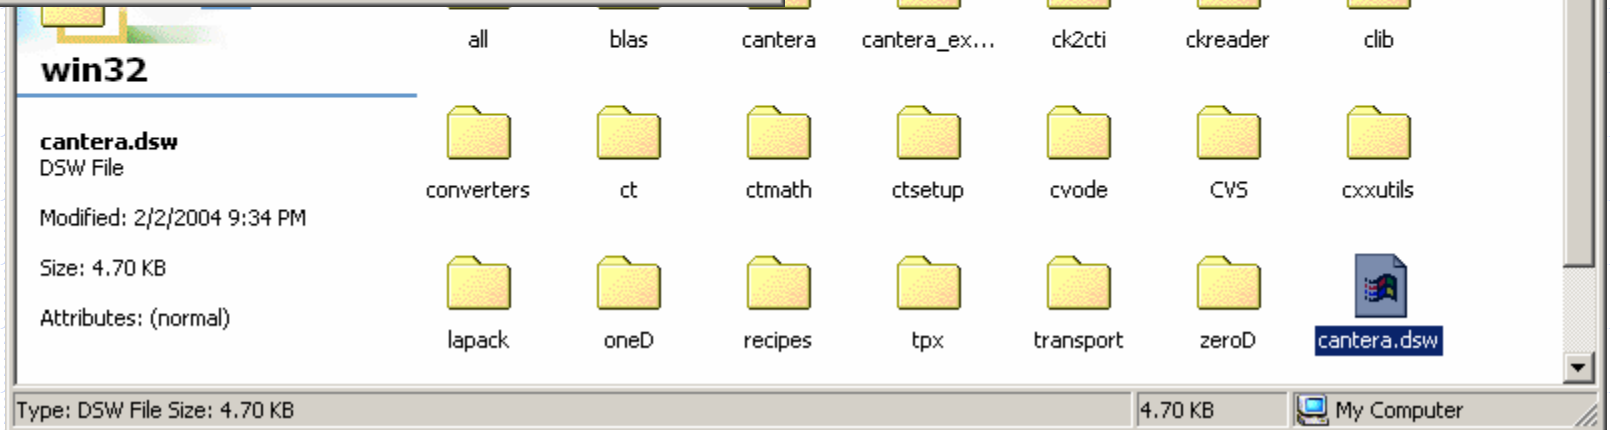 all blas cantera cantera_ex... ck2cti ckreader clib
win32
cantera.dsw
DSW File
Modified: 2/2/2004 9:34 PM
Size: 4.70 KB
Attributes: (normal)
converters ct ctmath ctsetup cvode CVS cxxutils
lapack oneD recipes tpx transport zeroD cantera.dsw
Type: DSW File Size: 4.70 KB 4.70 KB My Computer